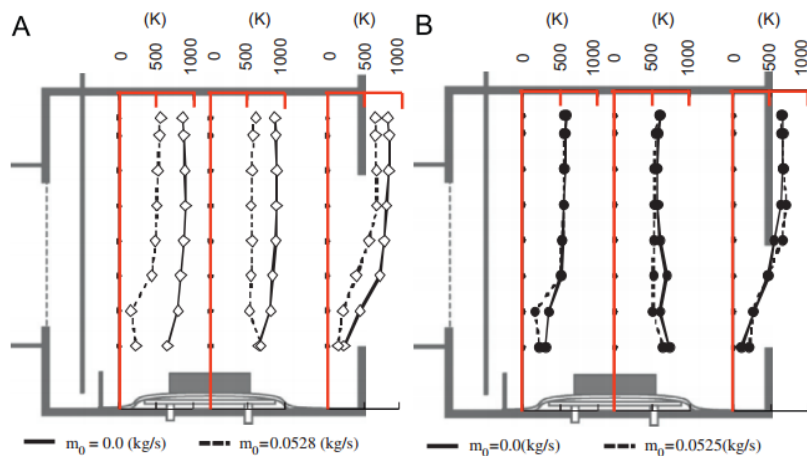 A
(K) (K) (K)
0 500 1000 0 500 1000 0 500 1000
B
(K) (K) (K)
0 500 1000 0 500 1000 0 500 1000
m0 = 0.0 (kg/s) m0=0.0528 (kg/s)
m0=0.0(kg/s) m0=0.0525(kg/s)